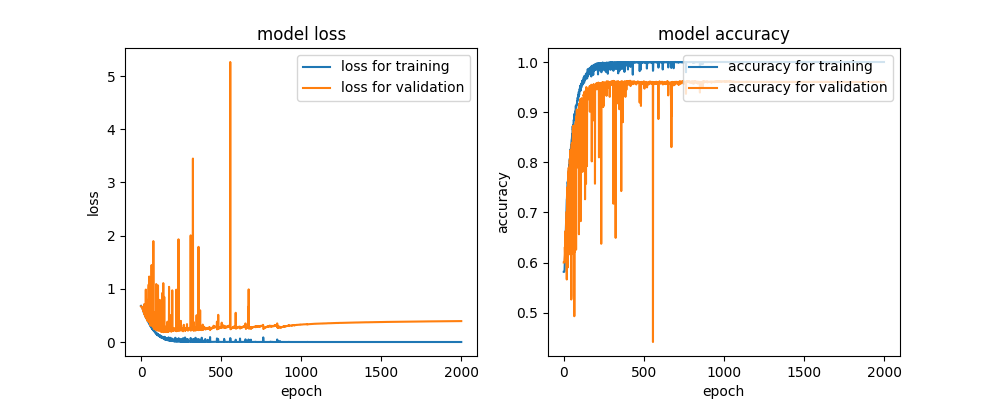 model loss
loss for training
loss for validation
5
4
3
2
1
0
loss
0
500
1000
1500
2000
epoch
model accuracy
accuracy for training
accuracy for validation
1.0
0.9
0.8
0.7
0.6
0.5
accuracy
0
500
1000
1500
2000
epoch